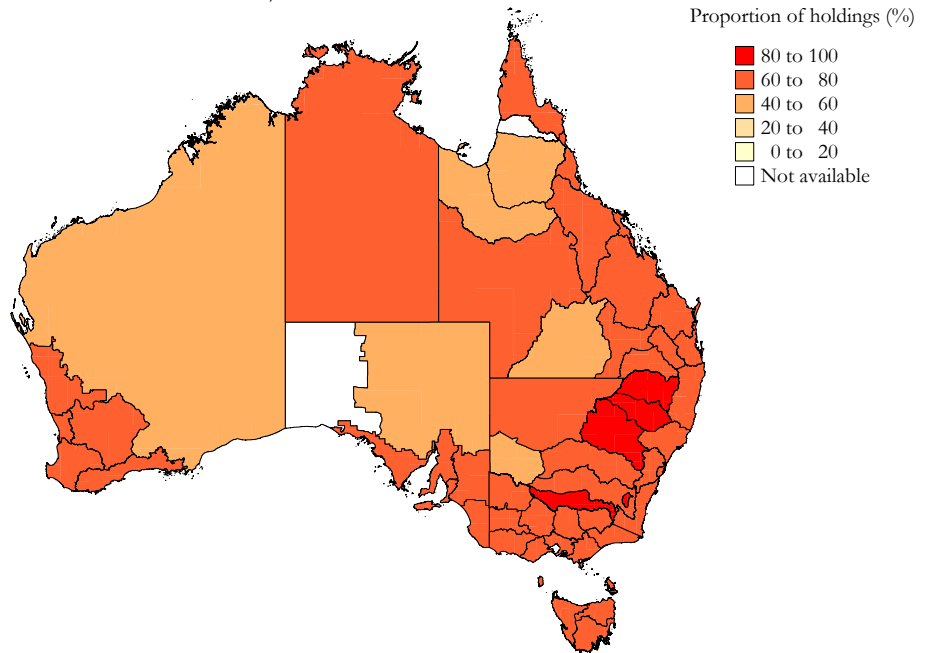 Proportion of holdings (%)
80 to 100
60 to 80
40 to 60
20 to 40
0 to 20
Not available